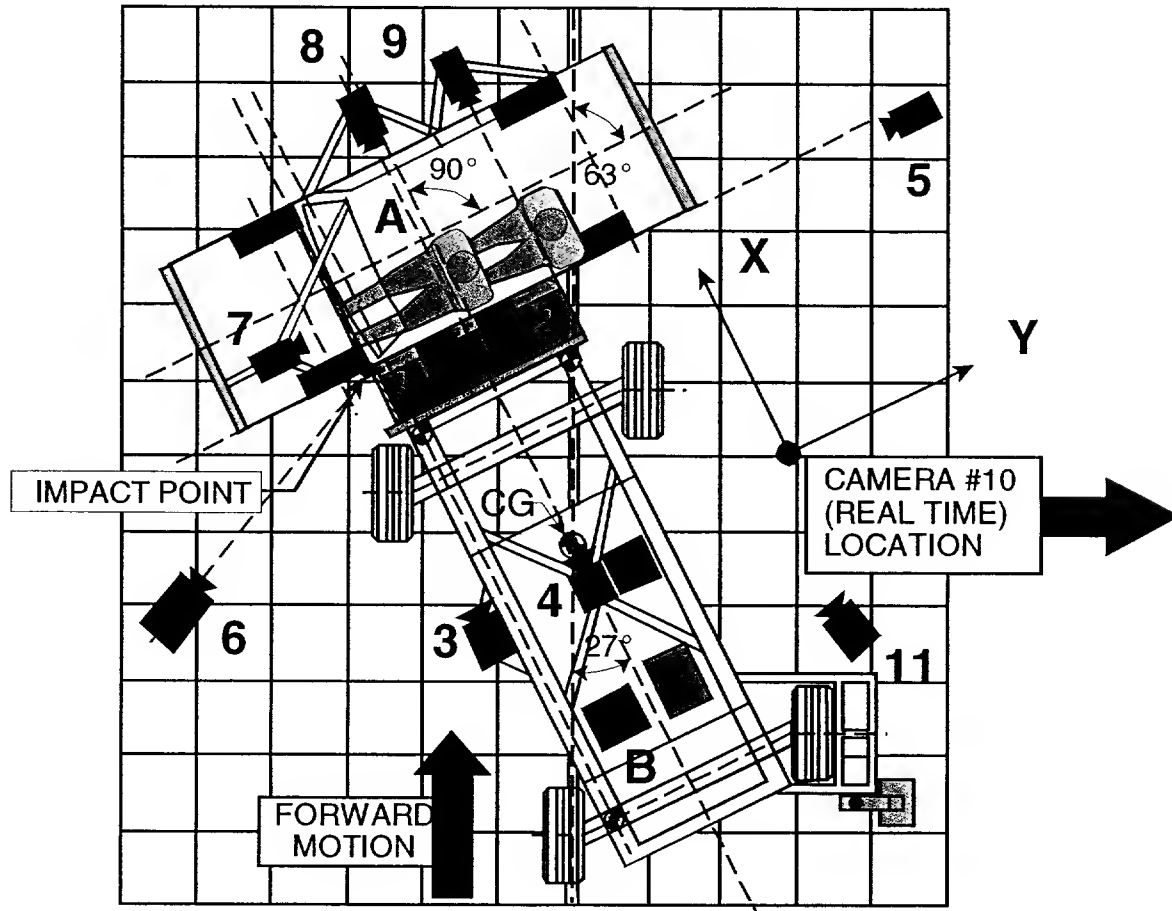 8
9
90°
63°
5
A
X
7
Y
IMPACT POINT
CG
CAMERA #10
(REAL TIME)
LOCATION
4
6
3
27°
11
B
FORWARD
MOTION